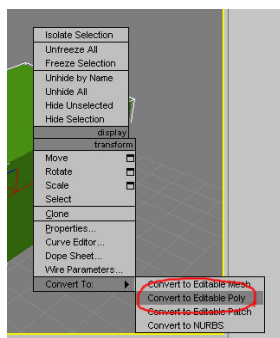 Isolate Selection
Unfreeze All
Freeze Selection
Unhide by Name
Unhide All
Hide Unselected
Hide Selection
display
transform
Move
Rotate
Scale
Select
Clone
Properties...
Curve Editor...
Dope Sheet...
Wire Parameters...
Convert To:
Convert to Editable Mesh
Convert to Editable Poly
Convert to Editable Patch
Convert to NURBS